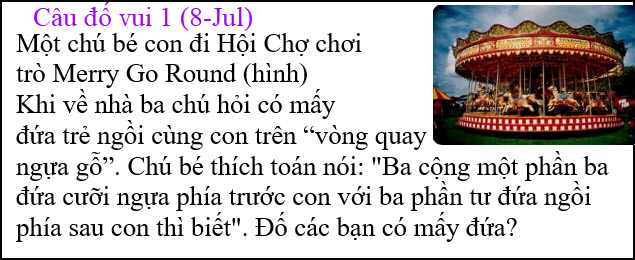 Câu đố vui 1 (8-Jul)
Một chú bé con đi Hội Chợ chơi
trò Merry Go Round (hình)
Khi về nhà ba chú hỏi có mấy
đứa trẻ ngồi cùng con trên “vòng quay
ngựa gỗ”. Chú bé thích toán nói: "Ba cộng một phần ba
đứa cưỡi ngựa phía trước con với ba phần tư đứa ngồi
phía sau con thì biết". Đố các bạn có mấy đứa?